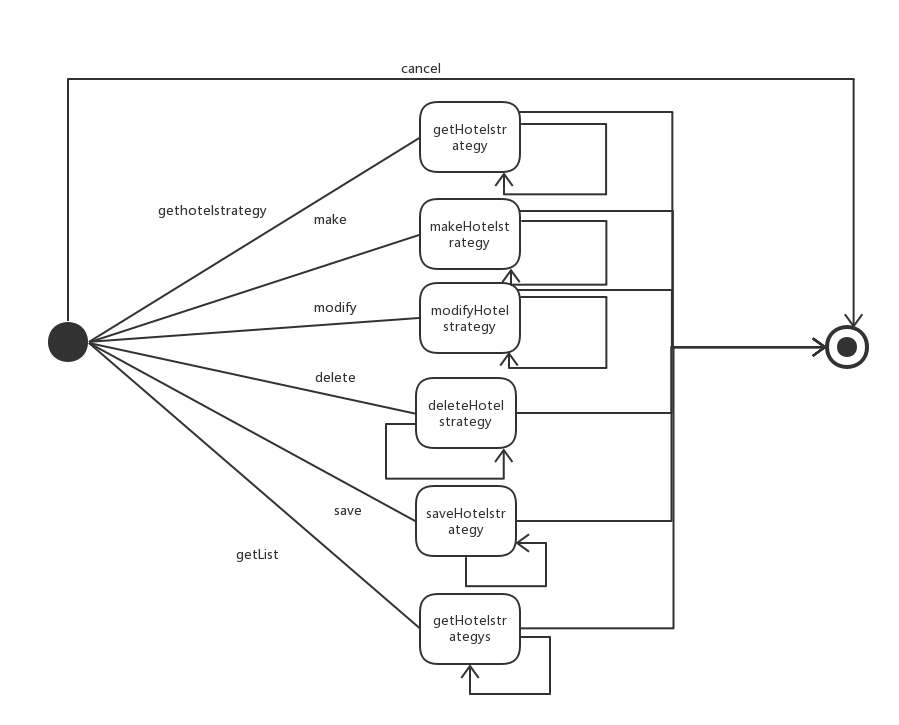 cancel
getHotelstr
ategy
gethotelstrategy
make
makeHotelst
rategy
modify
modifyHotel
strategy
delete
deleteHotel
strategy
save
saveHotelstr
ategy
getList
getHotelstr
ategys